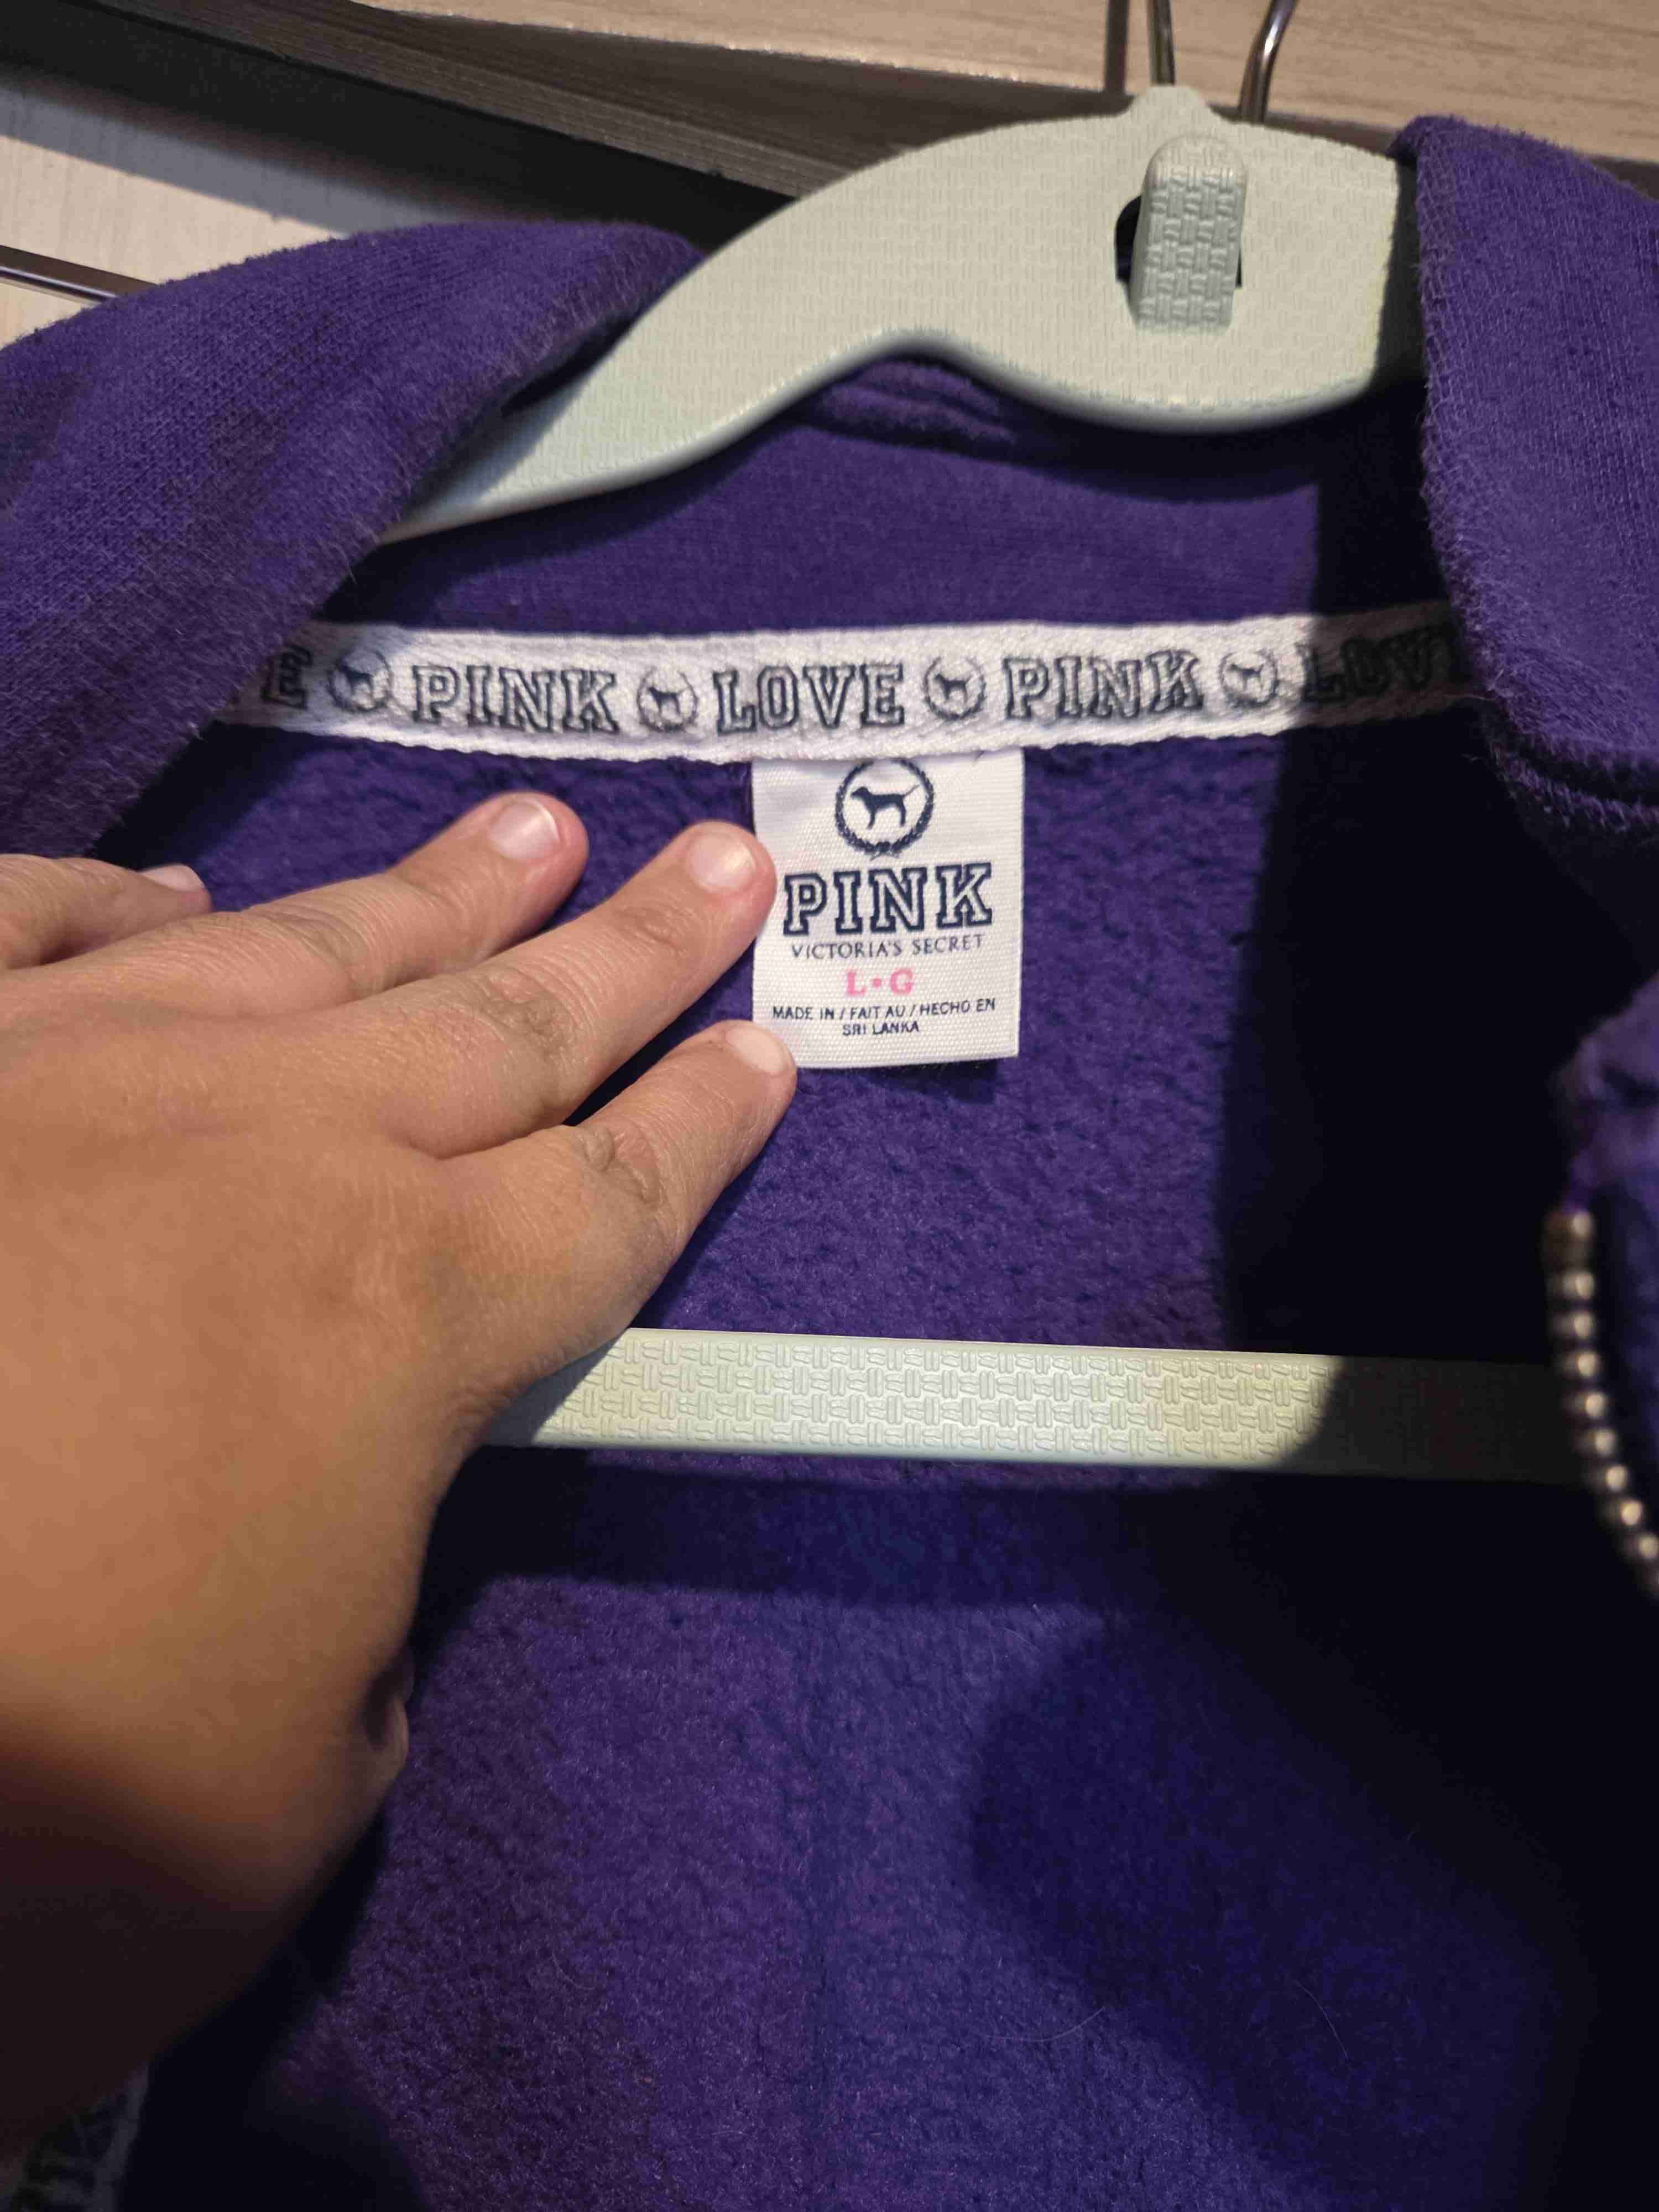 E PINK LOVE PINK LOVE
PINK
VICTORIA'S SECRET
L•G
MADE IN / FAIT AU / HECHO EN
SRI LANKA